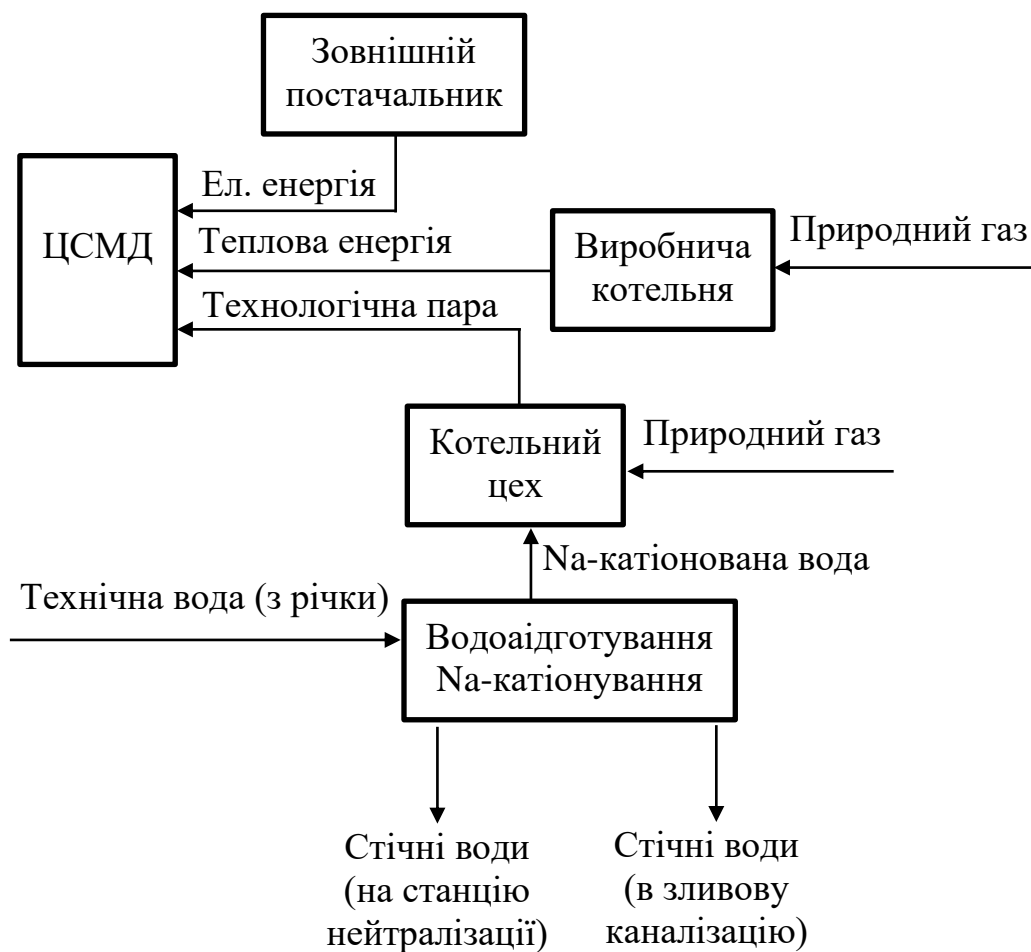 Зовнішній
постачальник
Ел. енергія
ЦСМД
Теплова енергія
Технологічна пара
Виробнича
котельня
Природний газ
Котельний
цех
Природний газ
Na-катіонована вода
Технічна вода (з річки)
Водоаідготування
Na-катіонування
Стічні води
(на станцію
нейтралізації)
Стічні води
(в зливову
каналізацію)